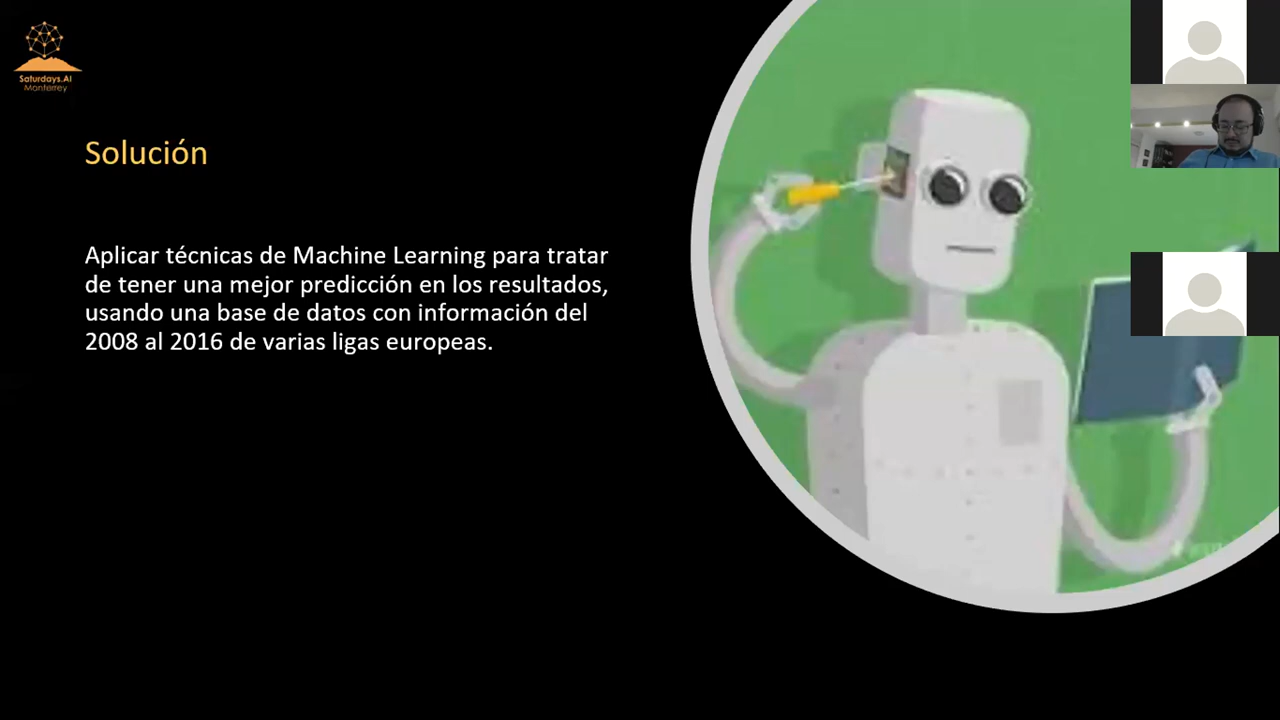 Saturdays.AI
Monterrey
Solución
Aplicar técnicas de Machine Learning para tratar
de tener una mejor predicción en los resultados,
usando una base de datos con información del
2008 al 2016 de varias ligas europeas.